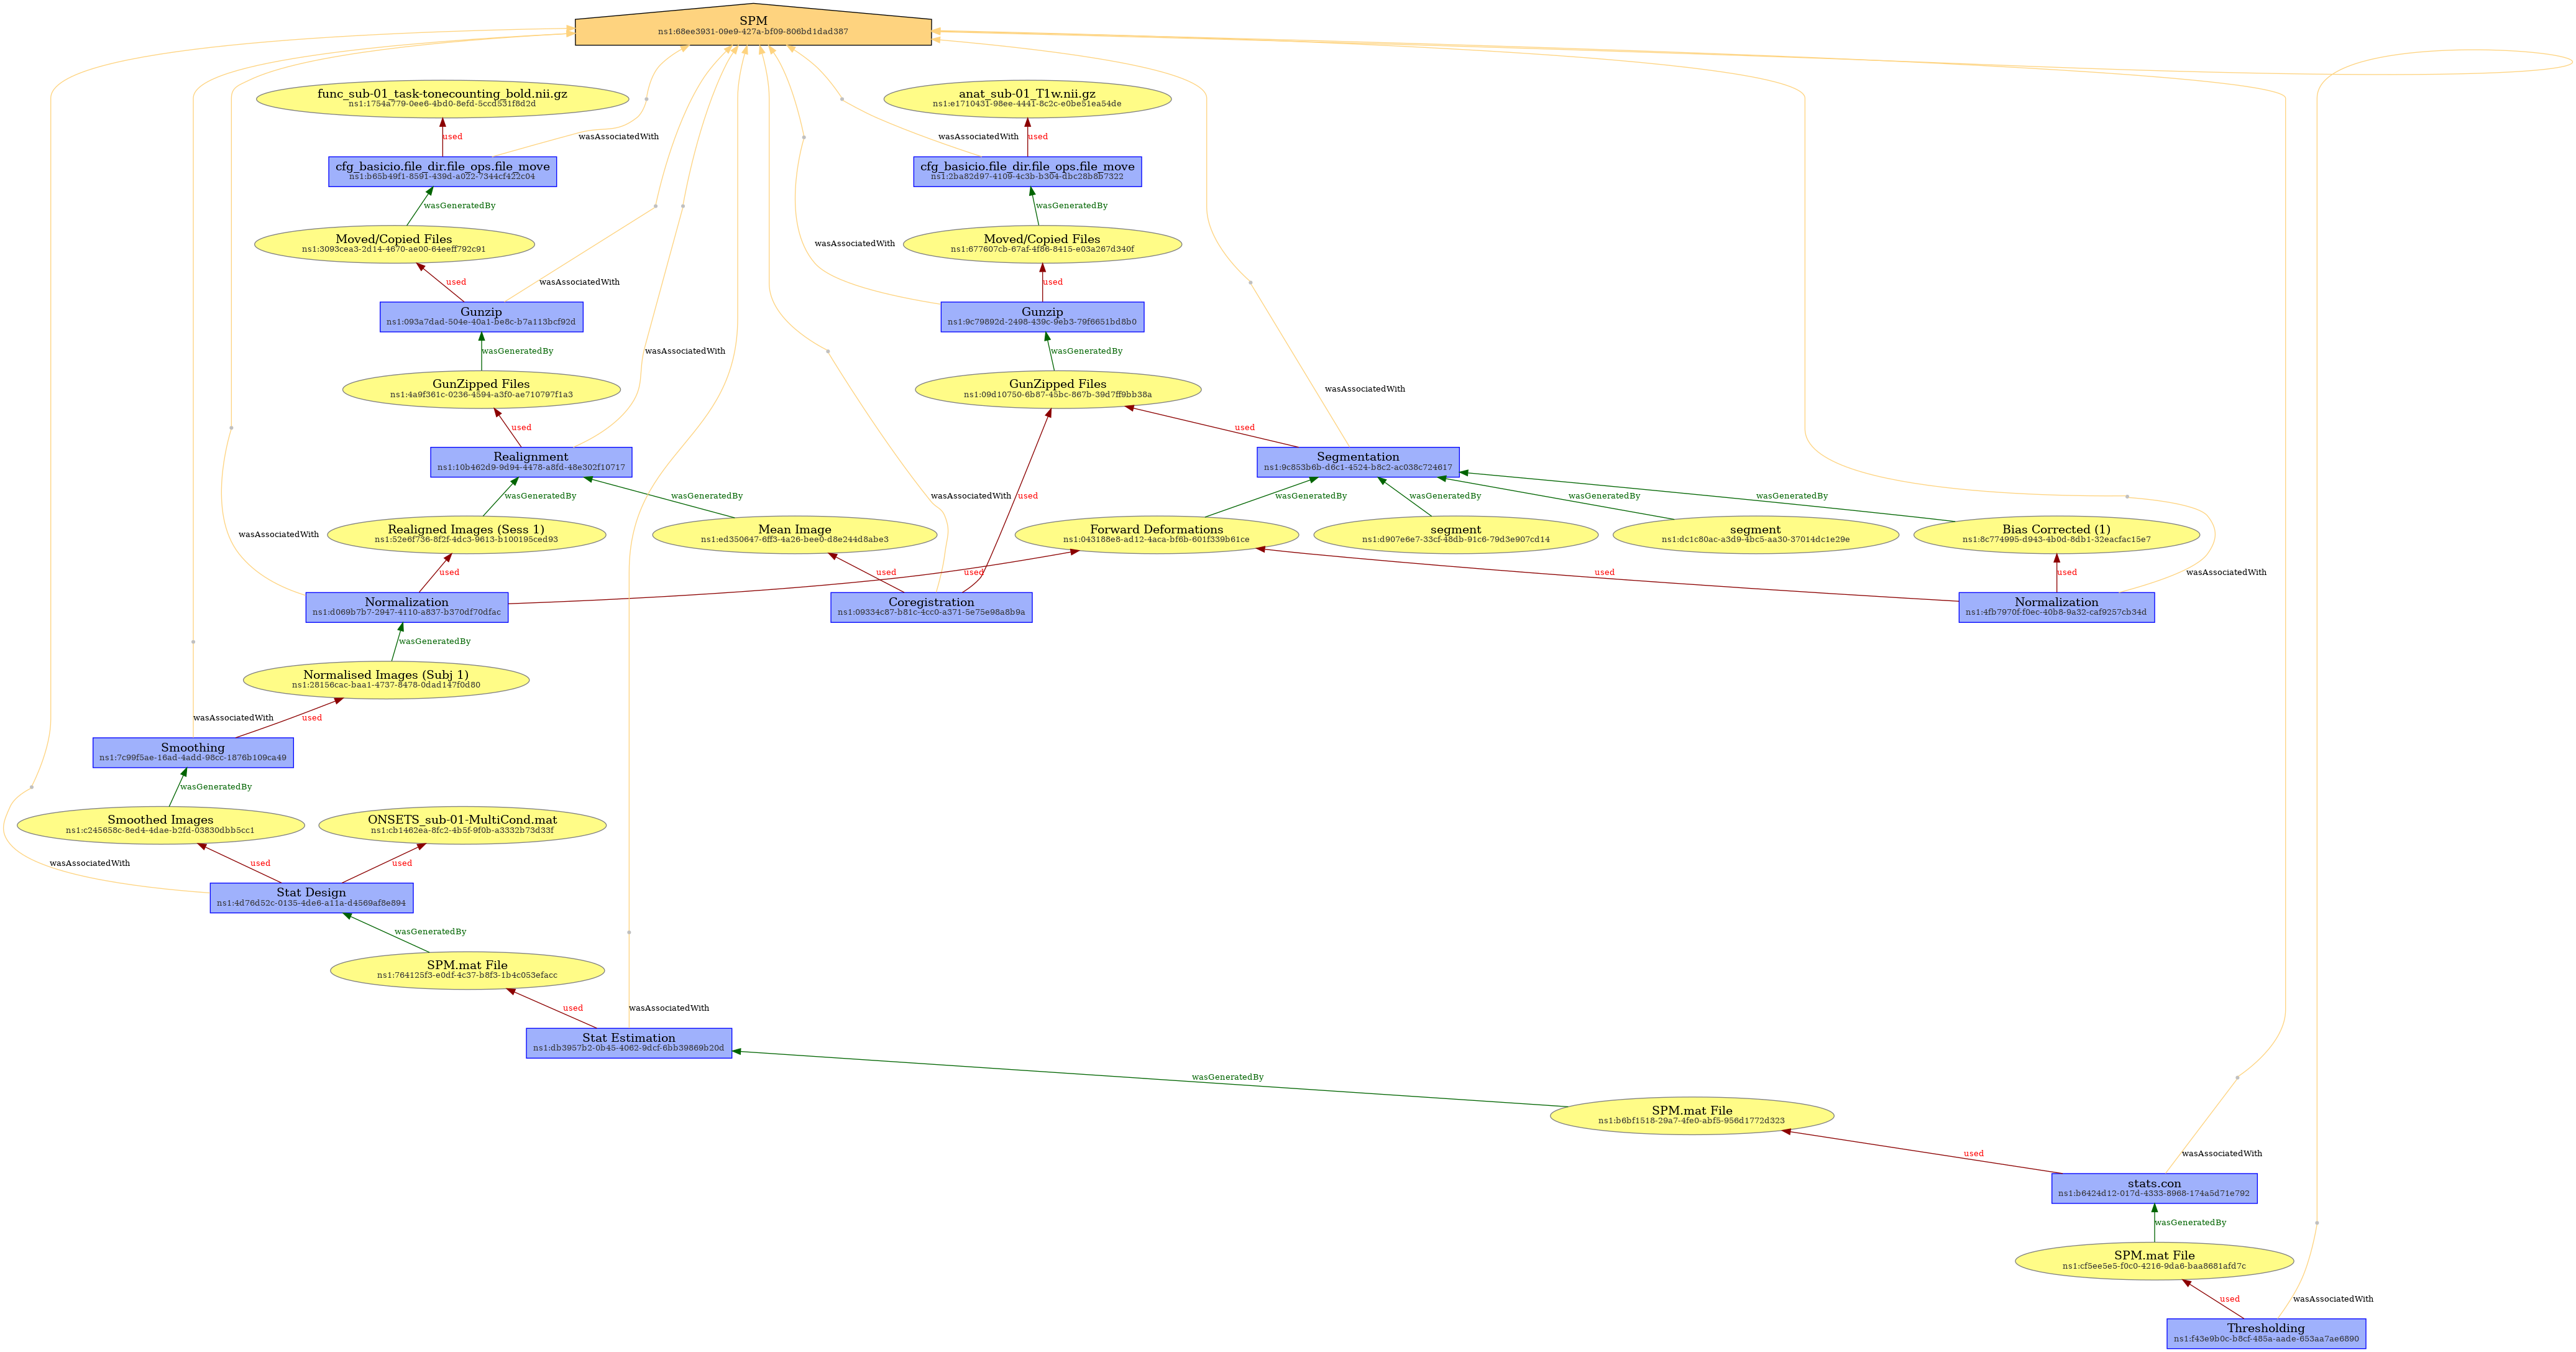 SPM
ns1:68ee3931-09e9-427a-bf09-806bd1dad387
func_sub-01_task-tonecounting_bold.nii.gz
ns1:1754a779-0ee6-4bd0-8efd-5ccd531f8d2d
anat_sub-01_T1w.nii.gz
ns1:e1710431-98ee-4441-8c2c-e0be51ea54de
used
wasAssociatedWith
wasAssociatedWith
used
cfg_basicio.file_dir.file_ops.file_move
ns1:b65b49f1-8591-439d-a022-7344cf422c04
cfg_basicio.file_dir.file_ops.file_move
ns1:2ba82d97-4109-4c3b-b304-dbc28b8b7322
wasGeneratedBy
wasGeneratedBy
Moved/Copied Files
ns1:3093cea3-2d14-4670-ae00-64eeff792c91
wasAssociatedWith
Moved/Copied Files
ns1:677607cb-67af-4f86-8415-e03a267d340f
used
wasAssociatedWith
used
Gunzip
ns1:093a7dad-504e-40a1-be8c-b7a113bcf92d
Gunzip
ns1:9c79892d-2498-439c-9eb3-79f6651bd8b0
wasGeneratedBy
wasAssociatedWith
wasGeneratedBy
GunZipped Files
ns1:4a9f361c-0236-4594-a3f0-ae710797f1a3
GunZipped Files
ns1:09d10750-6b87-45bc-867b-39d7ff9bb38a
wasAssociatedWith
used
used
Realignment
ns1:10b462d9-9d94-4478-a8fd-48e302f10717
Segmentation
ns1:9c853b6b-d6c1-4524-b8c2-ac038c724617
wasGeneratedBy
wasGeneratedBy
wasAssociatedWith
used
wasGeneratedBy
wasGeneratedBy
wasGeneratedBy
wasGeneratedBy
wasAssociatedWith
Realigned Images (Sess 1)
ns1:52e6f736-8f2f-4dc3-9613-b100195ced93
Mean Image
ns1:ed350647-6ff3-4a26-bee0-d8e244d8abe3
Forward Deformations
ns1:043188e8-ad12-4aca-bf6b-601f339b61ce
segment
ns1:d907e6e7-33cf-48db-91c6-79d3e907cd14
segment
ns1:dc1c80ac-a3d9-4bc5-aa30-37014dc1e29e
Bias Corrected (1)
ns1:8c774995-d943-4b0d-8db1-32eacfac15e7
used
used
used
used
used
wasAssociatedWith
Normalization
ns1:d069b7b7-2947-4110-a837-b370df70dfac
Coregistration
ns1:09334c87-b81c-4cc0-a371-5e75e98a8b9a
Normalization
ns1:4fb7970f-f0ec-40b8-9a32-caf9257cb34d
wasGeneratedBy
Normalised Images (Subj 1)
ns1:28156cac-baa1-4737-8478-0dad147f0d80
wasAssociatedWith
used
Smoothing
ns1:7c99f5ae-16ad-4add-98cc-1876b109ca49
wasGeneratedBy
Smoothed Images
ns1:c245658c-8ed4-4dae-b2fd-03830dbb5cc1
ONSETS_sub-01-MultiCond.mat
ns1:cb1462ea-8fc2-4b5f-9f0b-a3332b73d33f
wasAssociatedWith
used
used
Stat Design
ns1:4d76d52c-0135-4de6-a11a-d4569af8e894
wasGeneratedBy
SPM.mat File
ns1:764125f3-e0df-4c37-b8f3-1b4c053efacc
used
wasAssociatedWith
Stat Estimation
ns1:db3957b2-0b45-4062-9dcf-6bb39869b20d
wasGeneratedBy
SPM.mat File
ns1:b6bf1518-29a7-4fe0-abf5-956d1772d323
used
wasAssociatedWith
stats.con
ns1:b6424d12-017d-4333-8968-174a5d71e792
wasGeneratedBy
SPM.mat File
ns1:cf5ee5e5-f0c0-4216-9da6-baa8681afd7c
used
wasAssociatedWith
Thresholding
ns1:f43e9b0c-b8cf-485a-aade-653aa7ae6890